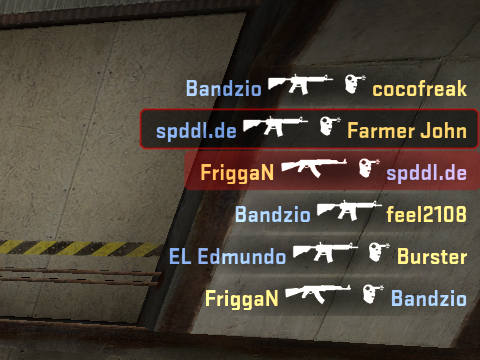 Bandzio cocofreak
spddl.de Farmer John
FriggaN spddl.de
Bandzio feel2108
EL Edmundo Burster
FriggaN Bandzio